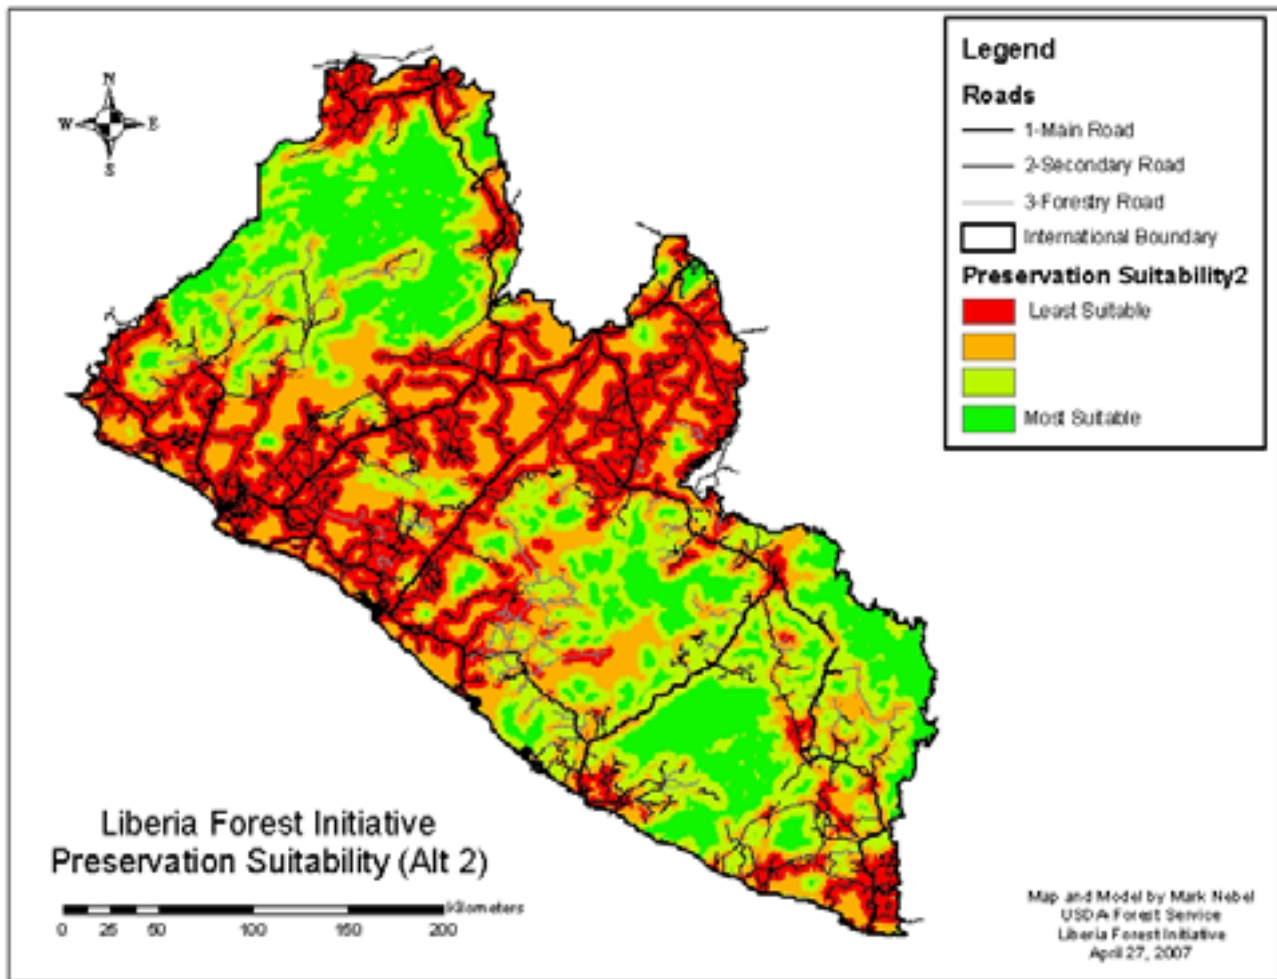 N
W E
S
Legend
Roads
1-Main Road
2-Secondary Road
3-Forestry Road
International Boundary
Preservation Suitability2
Least Suitable
Most Suitable
Liberia Forest Initiative
Preservation Suitability (Alt 2)
Kilometers
0 25 50 100 150 200
Map and Model by Mark Nebel
USDA Forest Service
Liberia Forest Initiative
April 27, 2007